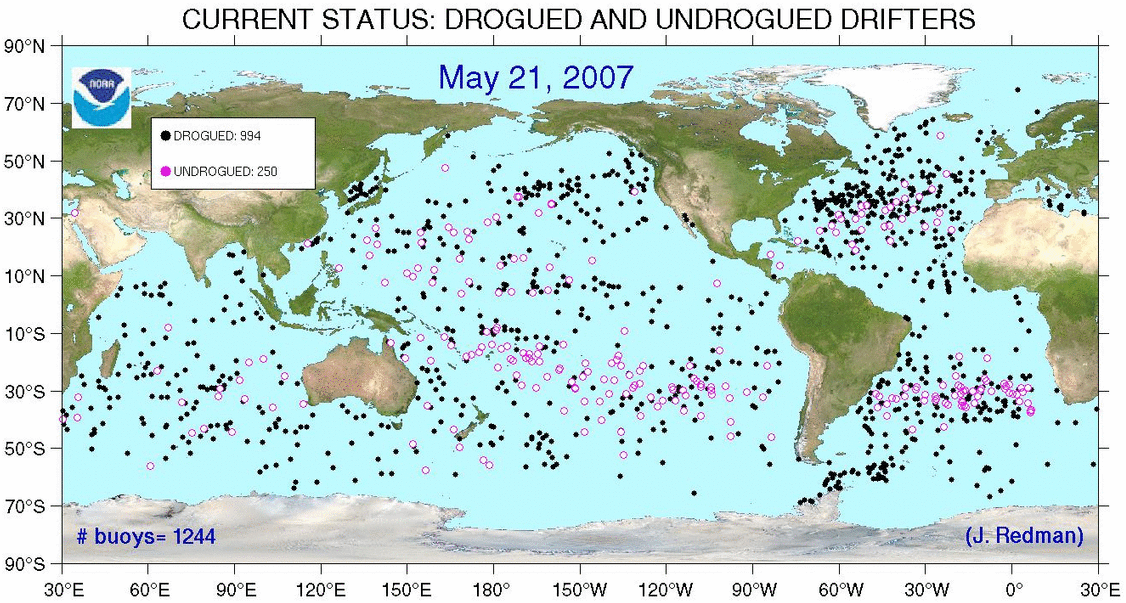 CURRENT STATUS: DROGUED AND UNDROGUED DRIFTERS
90°N
May 21, 2007
NOAA
70°N
DROGUED: 994
50°N
UNDROGUED: 250
30°N
10°N
10°S
30°S
50°S
70°S
# buoys= 1244
(J. Redman)
90°S
30°E 60°E 90°E 120°E 150°E 180° 150°W 120°W 90°W 60°W 30°W 0° 30°E